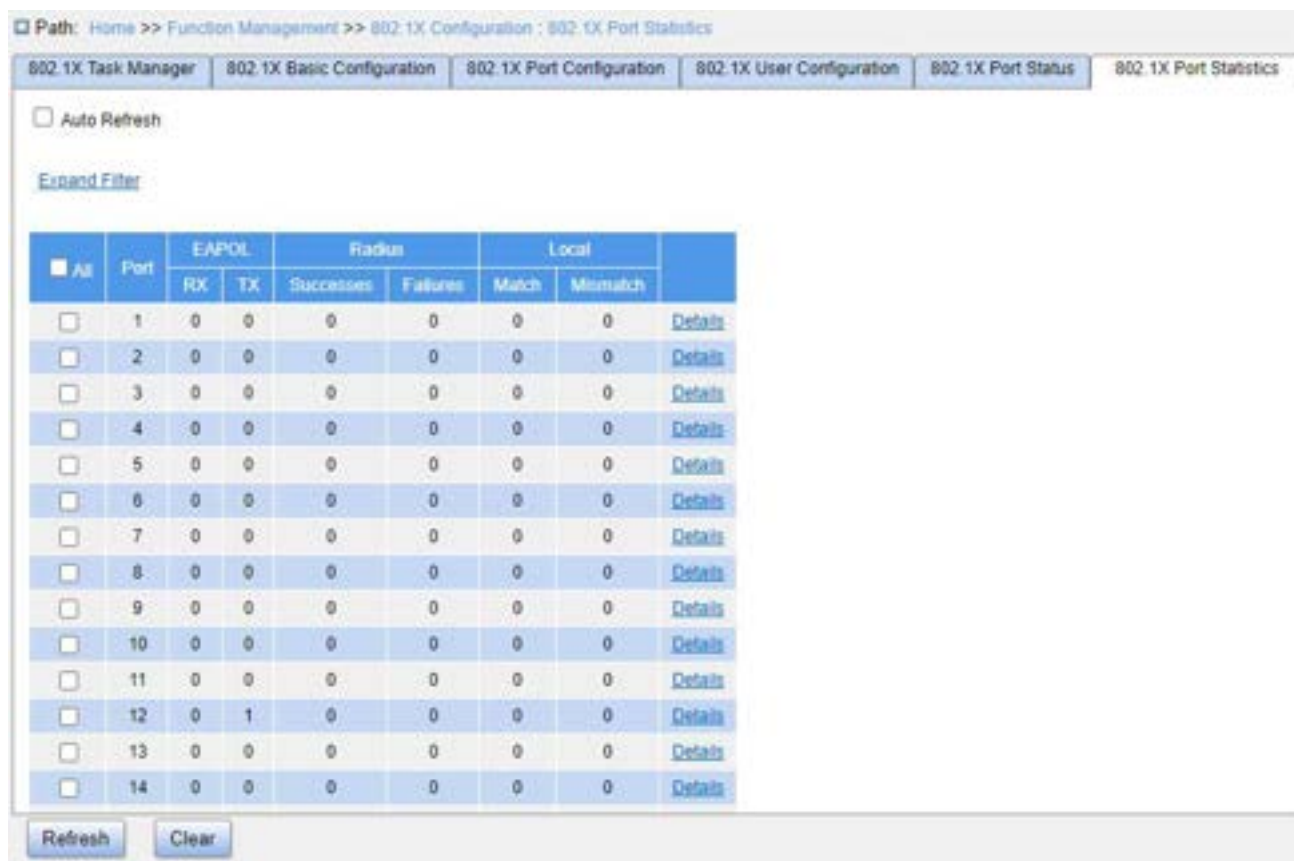 Path: Home >> Function Management >> 802.1X Configuration : 802.1X Port Statistics
802.1X Task Manager 802.1X Basic Configuration 802.1X Port Configuration 802.1X User Configuration 802.1X Port Status 802.1X Port Statistics
Auto Refresh
Expand Filter
All Port EAPOL Radius Local
RX TX Successes Failures Match Mismatch
1 0 0 0 0 0 0 Details
2 0 0 0 0 0 0 Details
3 0 0 0 0 0 0 Details
4 0 0 0 0 0 0 Details
5 0 0 0 0 0 0 Details
6 0 0 0 0 0 0 Details
7 0 0 0 0 0 0 Details
8 0 0 0 0 0 0 Details
9 0 0 0 0 0 0 Details
10 0 0 0 0 0 0 Details
11 0 0 0 0 0 0 Details
12 0 1 0 0 0 0 Details
13 0 0 0 0 0 0 Details
14 0 0 0 0 0 0 Details
Refresh Clear